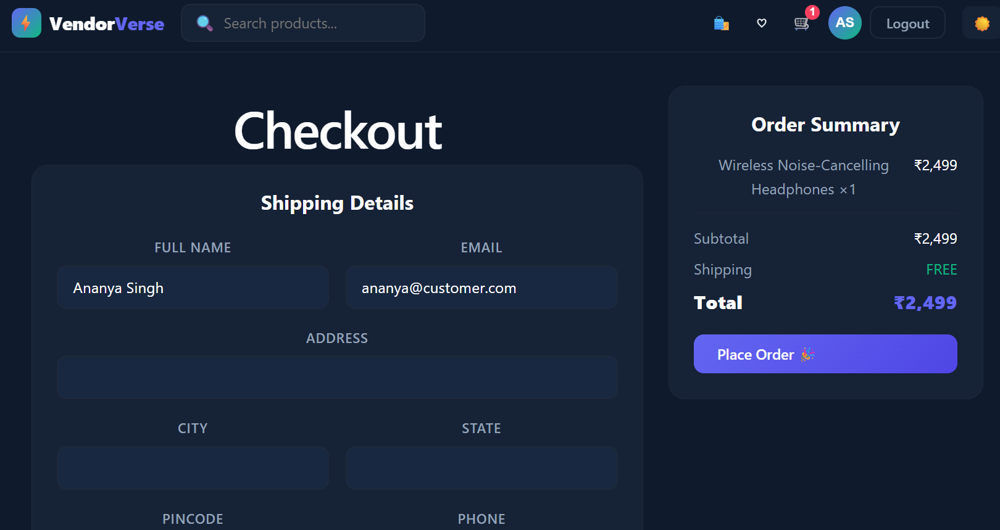 VendorVerse
Search products...
1
AS
Logout
Checkout
Shipping Details
FULL NAME
EMAIL
Ananya Singh
ananya@customer.com
ADDRESS
CITY
STATE
PINCODE
PHONE
Order Summary
Wireless Noise-Cancelling
Headphones ×1
₹2,499
Subtotal
₹2,499
Shipping
FREE
Total
₹2,499
Place Order 🎉